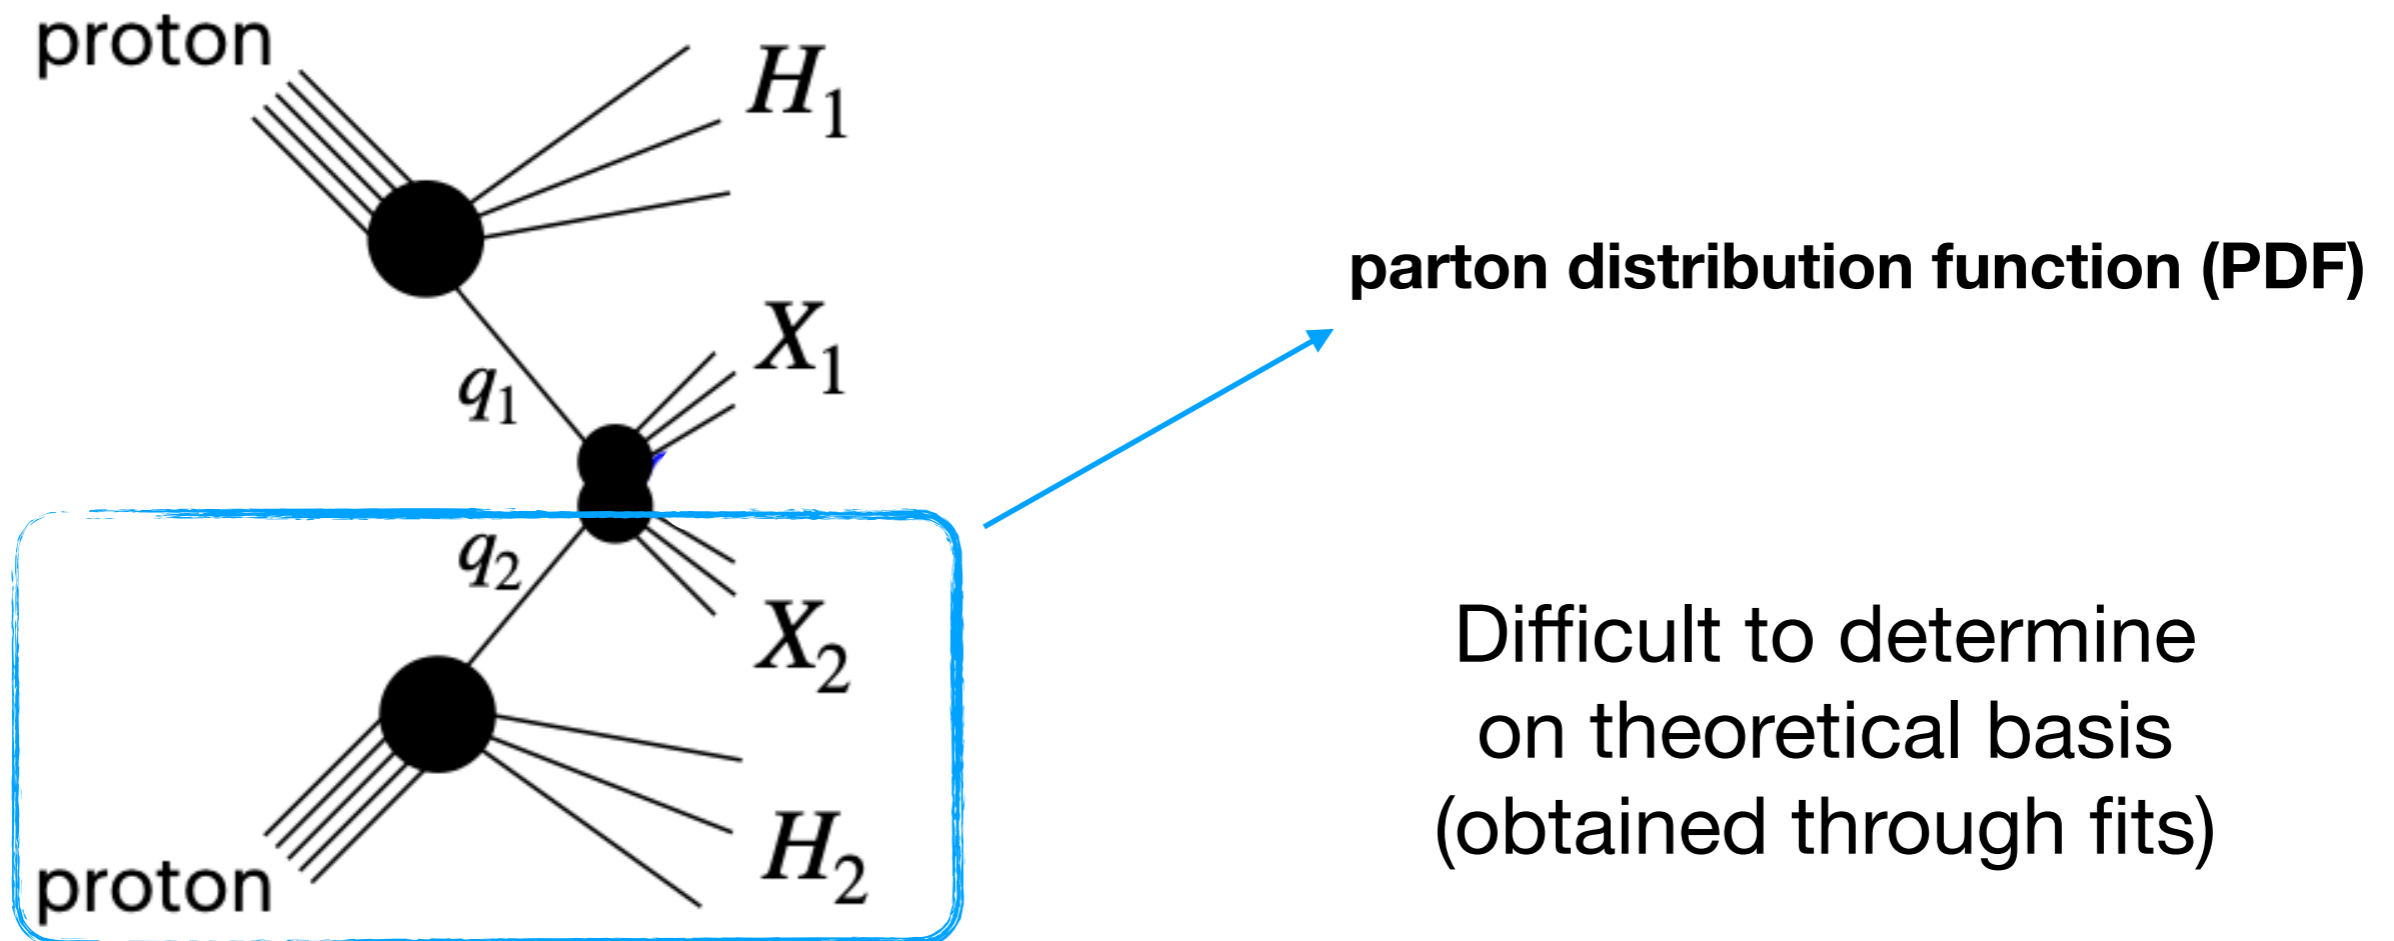 proton
H₁
X₁
q₁
q₂
X₂
H₂
proton
parton distribution function (PDF)
Difficult to determine
on theoretical basis
(obtained through fits)